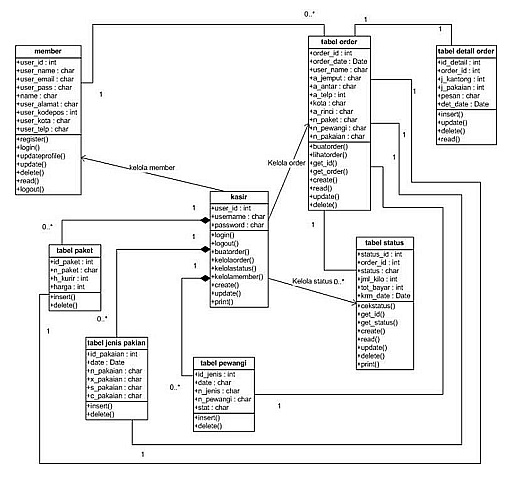 0..*
1
tabel order
+order_id : int
+order_date : Date
+user_name : char
+a_jemput : char
+a_antar : char
+a_telp : int
+kota : char
+a_rinci : char
+n_paket : char
+n_pewangi : char
+n_pakaian : char
+buatorder()
+lihatorder()
+get_id()
+get_order()
+create()
+read()
+update()
+delete()
member
+user_id : int
+user_name : char
+user_email : char
+user_pass : char
+name : char
+user_alamat : char
+user_kodepos : int
+user_kota : char
+user_telp : char
+register()
+login()
+updateprofile()
+update()
+delete()
+read()
+logout()
1
tabel detail order
+id_detail : int
+order_id : int
+j_kantong : int
+j_pakaian : int
pesan : char
+det_date : Date
+insert()
+update()
+delete()
+read()
1
1
1
kelola member
Kelola order
kasir
+user_id : int
+username : char
+password : char
+login()
+logout()
+buatorder()
+kelolaorder()
+kelolastatus()
+kelolamember()
+create()
+update()
+print()
1
1
1
0..*
1
Kelola status
0..*
tabel paket
+id_paket : int
+n_paket : char
+h_kurir : int
+harga : int
+insert()
+delete()
tabel status
+status_id : int
+order_id : int
+status : char
+jml_kilo : int
+tot_bayar : int
+krm_date : Date
+cekstatus()
+get_id()
+get_status()
+create()
+read()
+update()
+delete()
+print()
0..*
1
tabel jenis pakian
+id_pakaian : int
+date : Date
+n_pakaian : char
+x_pakaian : char
+s_pakaian : char
+c_pakaian : char
+insert()
+delete()
0..*
tabel pewangi
+id_jenis : int
+date : char
+n_jenis : char
+n_pewangi : char
+stat : char
+insert()
+delete()
1
1